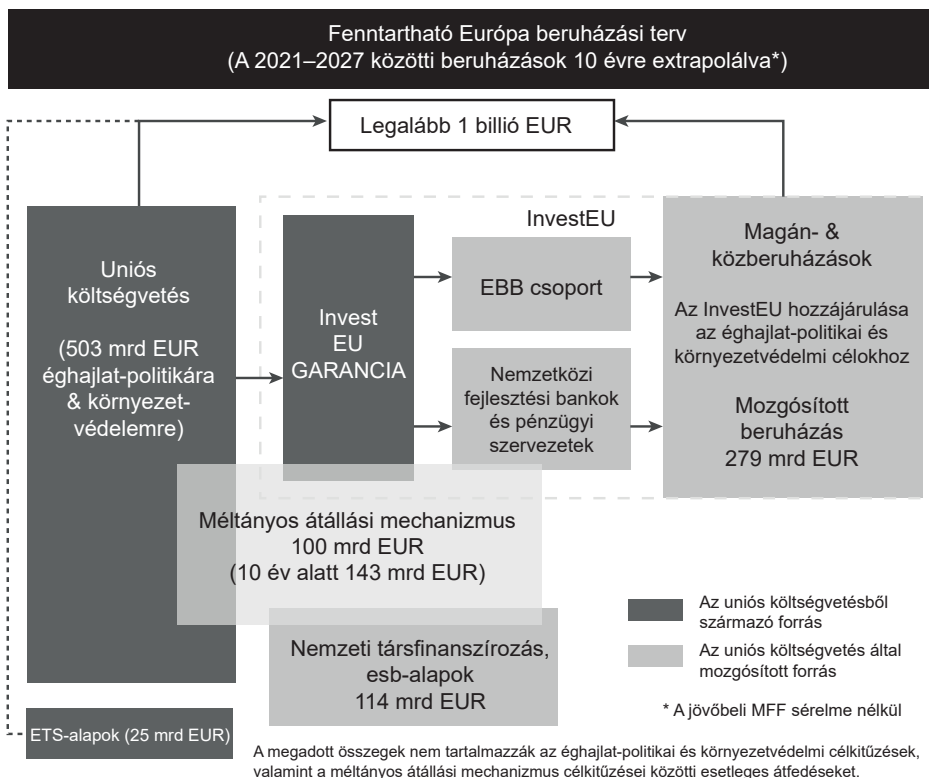 Fenntartható Európa beruházási terv
(A 2021–2027 közötti beruházások 10 évre extrapolálva*)
Legalább 1 billió EUR
Uniós
költségvetés
(503 mrd EUR
éghajlat-politikára
& környezet-
védelemre)
InvestEU
Invest
EU
GARANCIA
EBB csoport
Nemzetközi
fejlesztési bankok
és pénzügyi
szervezetek
Magán- &
közberuházások
Az InvestEU hozzájárulása
az éghajlat-politikai és
környezetvédelmi célokhoz
Mozgósított
beruházás
279 mrd EUR
Méltányos átállási mechanizmus
100 mrd EUR
(10 év alatt 143 mrd EUR)
Nemzeti társfinanszírozás,
esb-alapok
114 mrd EUR
Az uniós költségvetésből
származó forrás
Az uniós költségvetés által
mozgósított forrás
* A jövőbeli MFF sérelme nélkül
ETS-alapok (25 mrd EUR)
A megadott összegek nem tartalmazzák az éghajlat-politikai és környezetvédelmi célkitűzések,
valamint a méltányos átállási mechanizmus célkitűzései közötti esetleges átfedéseket.